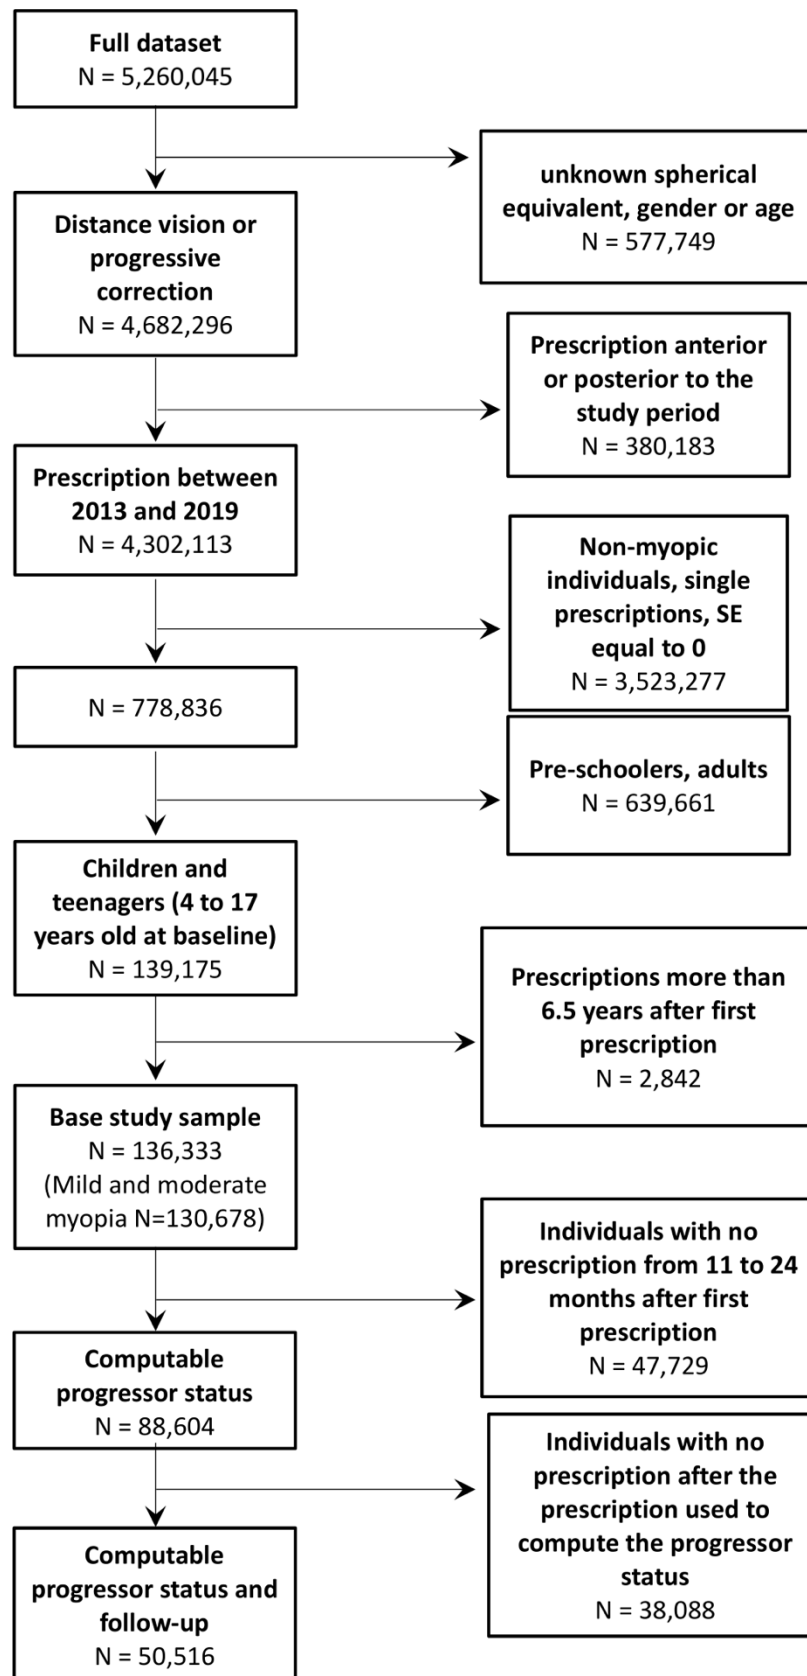 Full dataset
N = 5,260,045
unknown spherical
equivalent, gender or age
N = 577,749
Distance vision or
progressive
correction
N = 4,682,296
Prescription anterior
or posterior to the
study period
N = 380,183
Prescription between
2013 and 2019
N = 4,302,113
Non-myopic
individuals, single
prescriptions, SE
equal to 0
N = 3,523,277
N = 778,836
Pre-schoolers, adults
N = 639,661
Children and
teenagers (4 to 17
years old at baseline)
N = 139,175
Prescriptions more than
6.5 years after first
prescription
N = 2,842
Base study sample
N = 136,333
(Mild and moderate
myopia N=130,678)
Individuals with no
prescription from 11 to 24
months after first
prescription
N = 47,729
Computable
progressor status
N = 88,604
Individuals with no
prescription after the
prescription used to
compute the progressor
status
N = 38,088
Computable
progressor status and
follow-up
N = 50,516